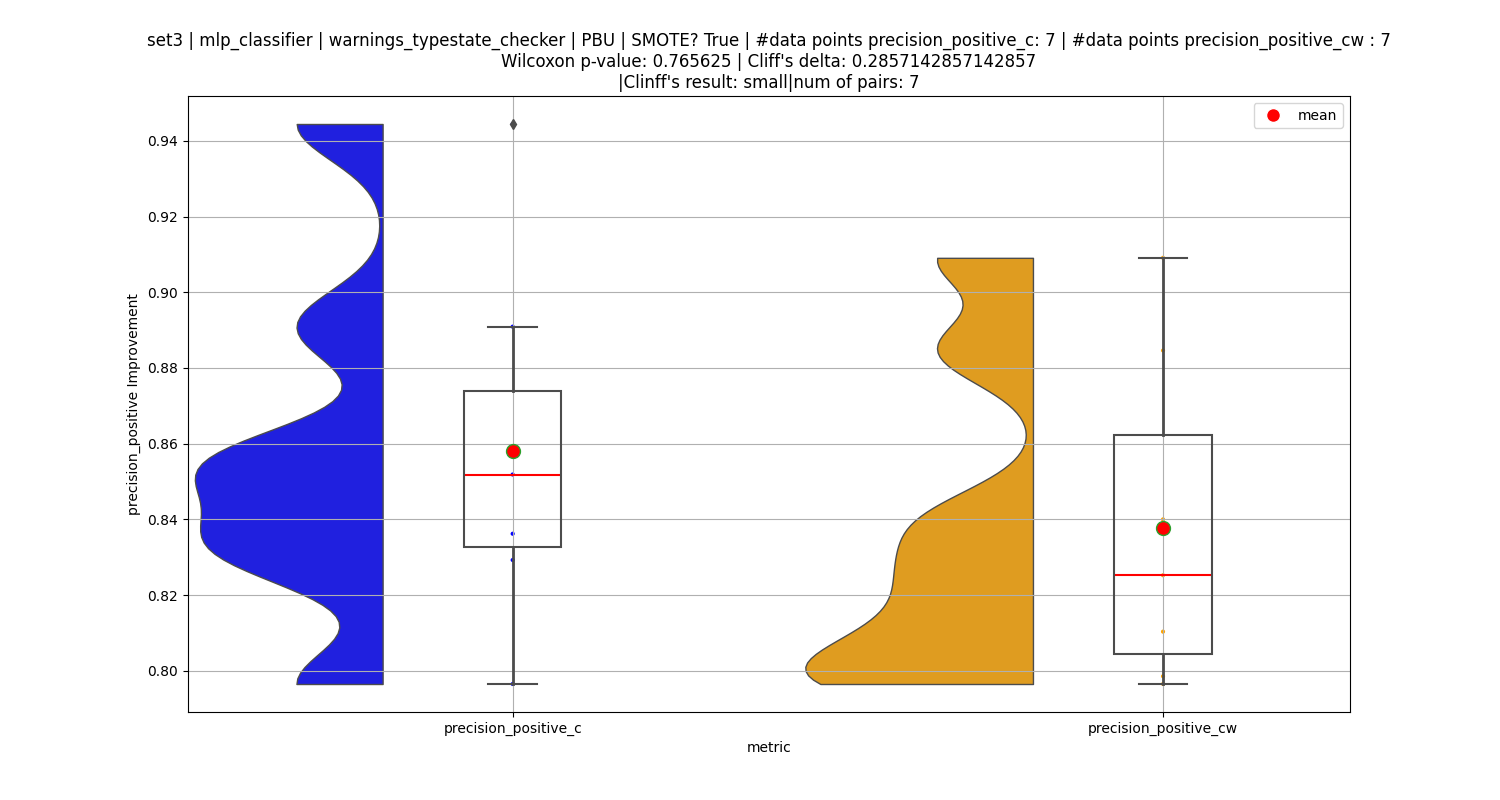 set3 | mlp_classifier | warnings_typestate_checker | PBU | SMOTE? True | #data points precision_positive_c: 7 | #data points precision_positive_cw : 7
Wilcoxon p-value: 0.765625 | Cliff's delta: 0.2857142857142857
|Clinff's result: small|num of pairs: 7
mean
0.94
0.92
0.90
0.88
0.86
0.84
0.82
0.80
precision_positive Improvement
precision_positive_c
precision_positive_cw
metric